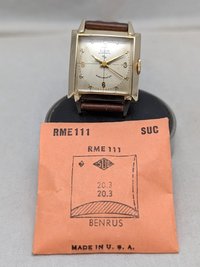 RME111 SUC
RME 111
20.3
20.3
BENRUS
MADE IN U. S. A.